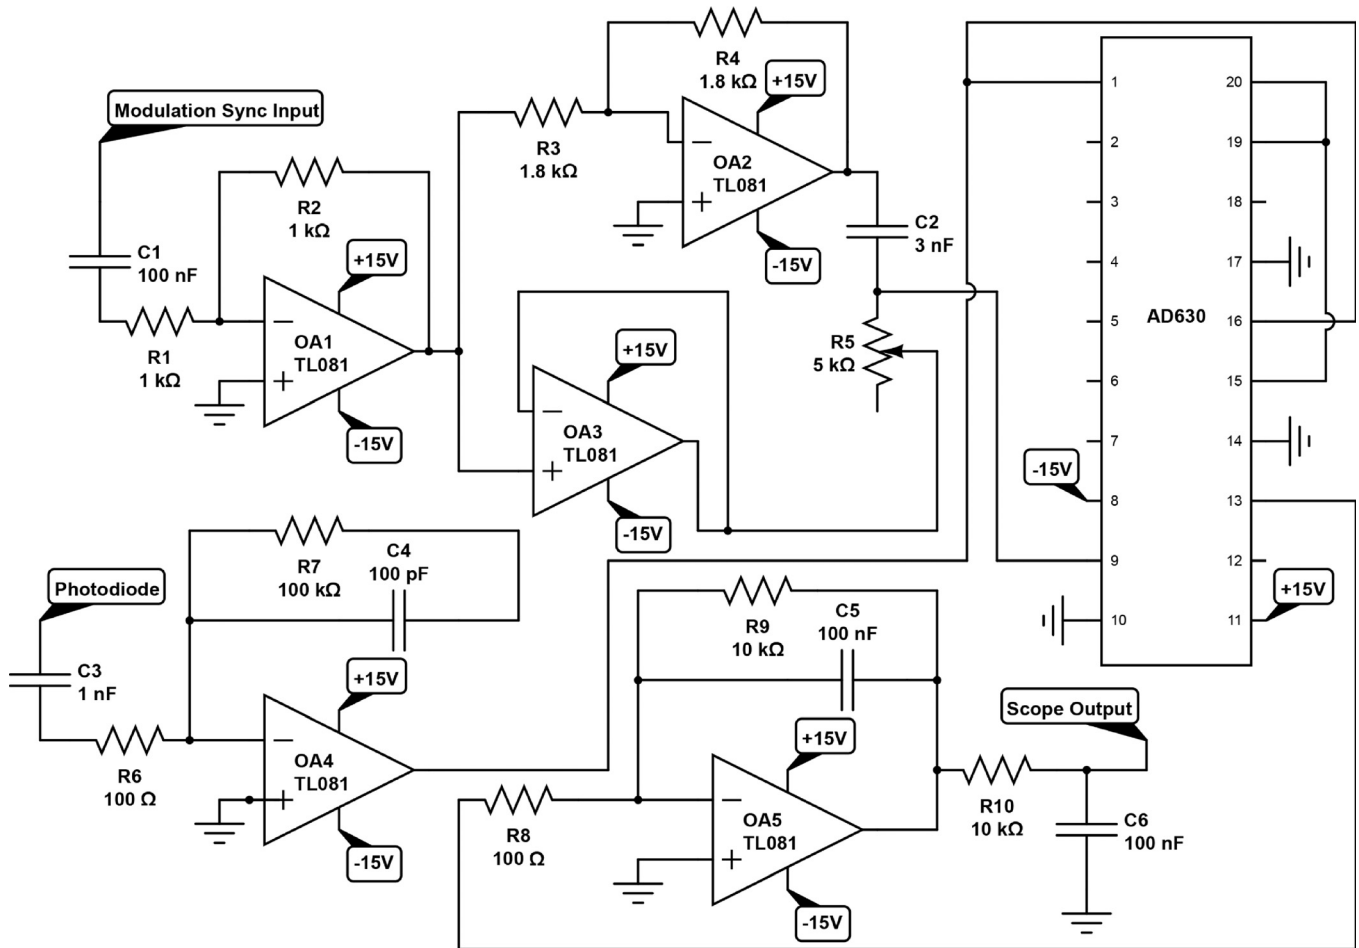 Modulation Sync Input
C1
100 nF
R1
1 kΩ
R2
1 kΩ
+15V
−
OA1
TL081
+
-15V
R3
1.8 kΩ
R4
1.8 kΩ
+15V
−
OA2
TL081
+
-15V
C2
3 nF
R5
5 kΩ
+15V
−
OA3
TL081
+
-15V
AD630
1
2
3
4
5
6
7
-15V
8
9
10
20
19
18
17
16
15
14
13
12
+15V
11
Photodiode
C3
1 nF
R6
100 Ω
R7
100 kΩ
C4
100 pF
+15V
−
OA4
TL081
+
-15V
R8
100 Ω
R9
10 kΩ
C5
100 nF
+15V
−
OA5
TL081
+
-15V
Scope Output
R10
10 kΩ
C6
100 nF